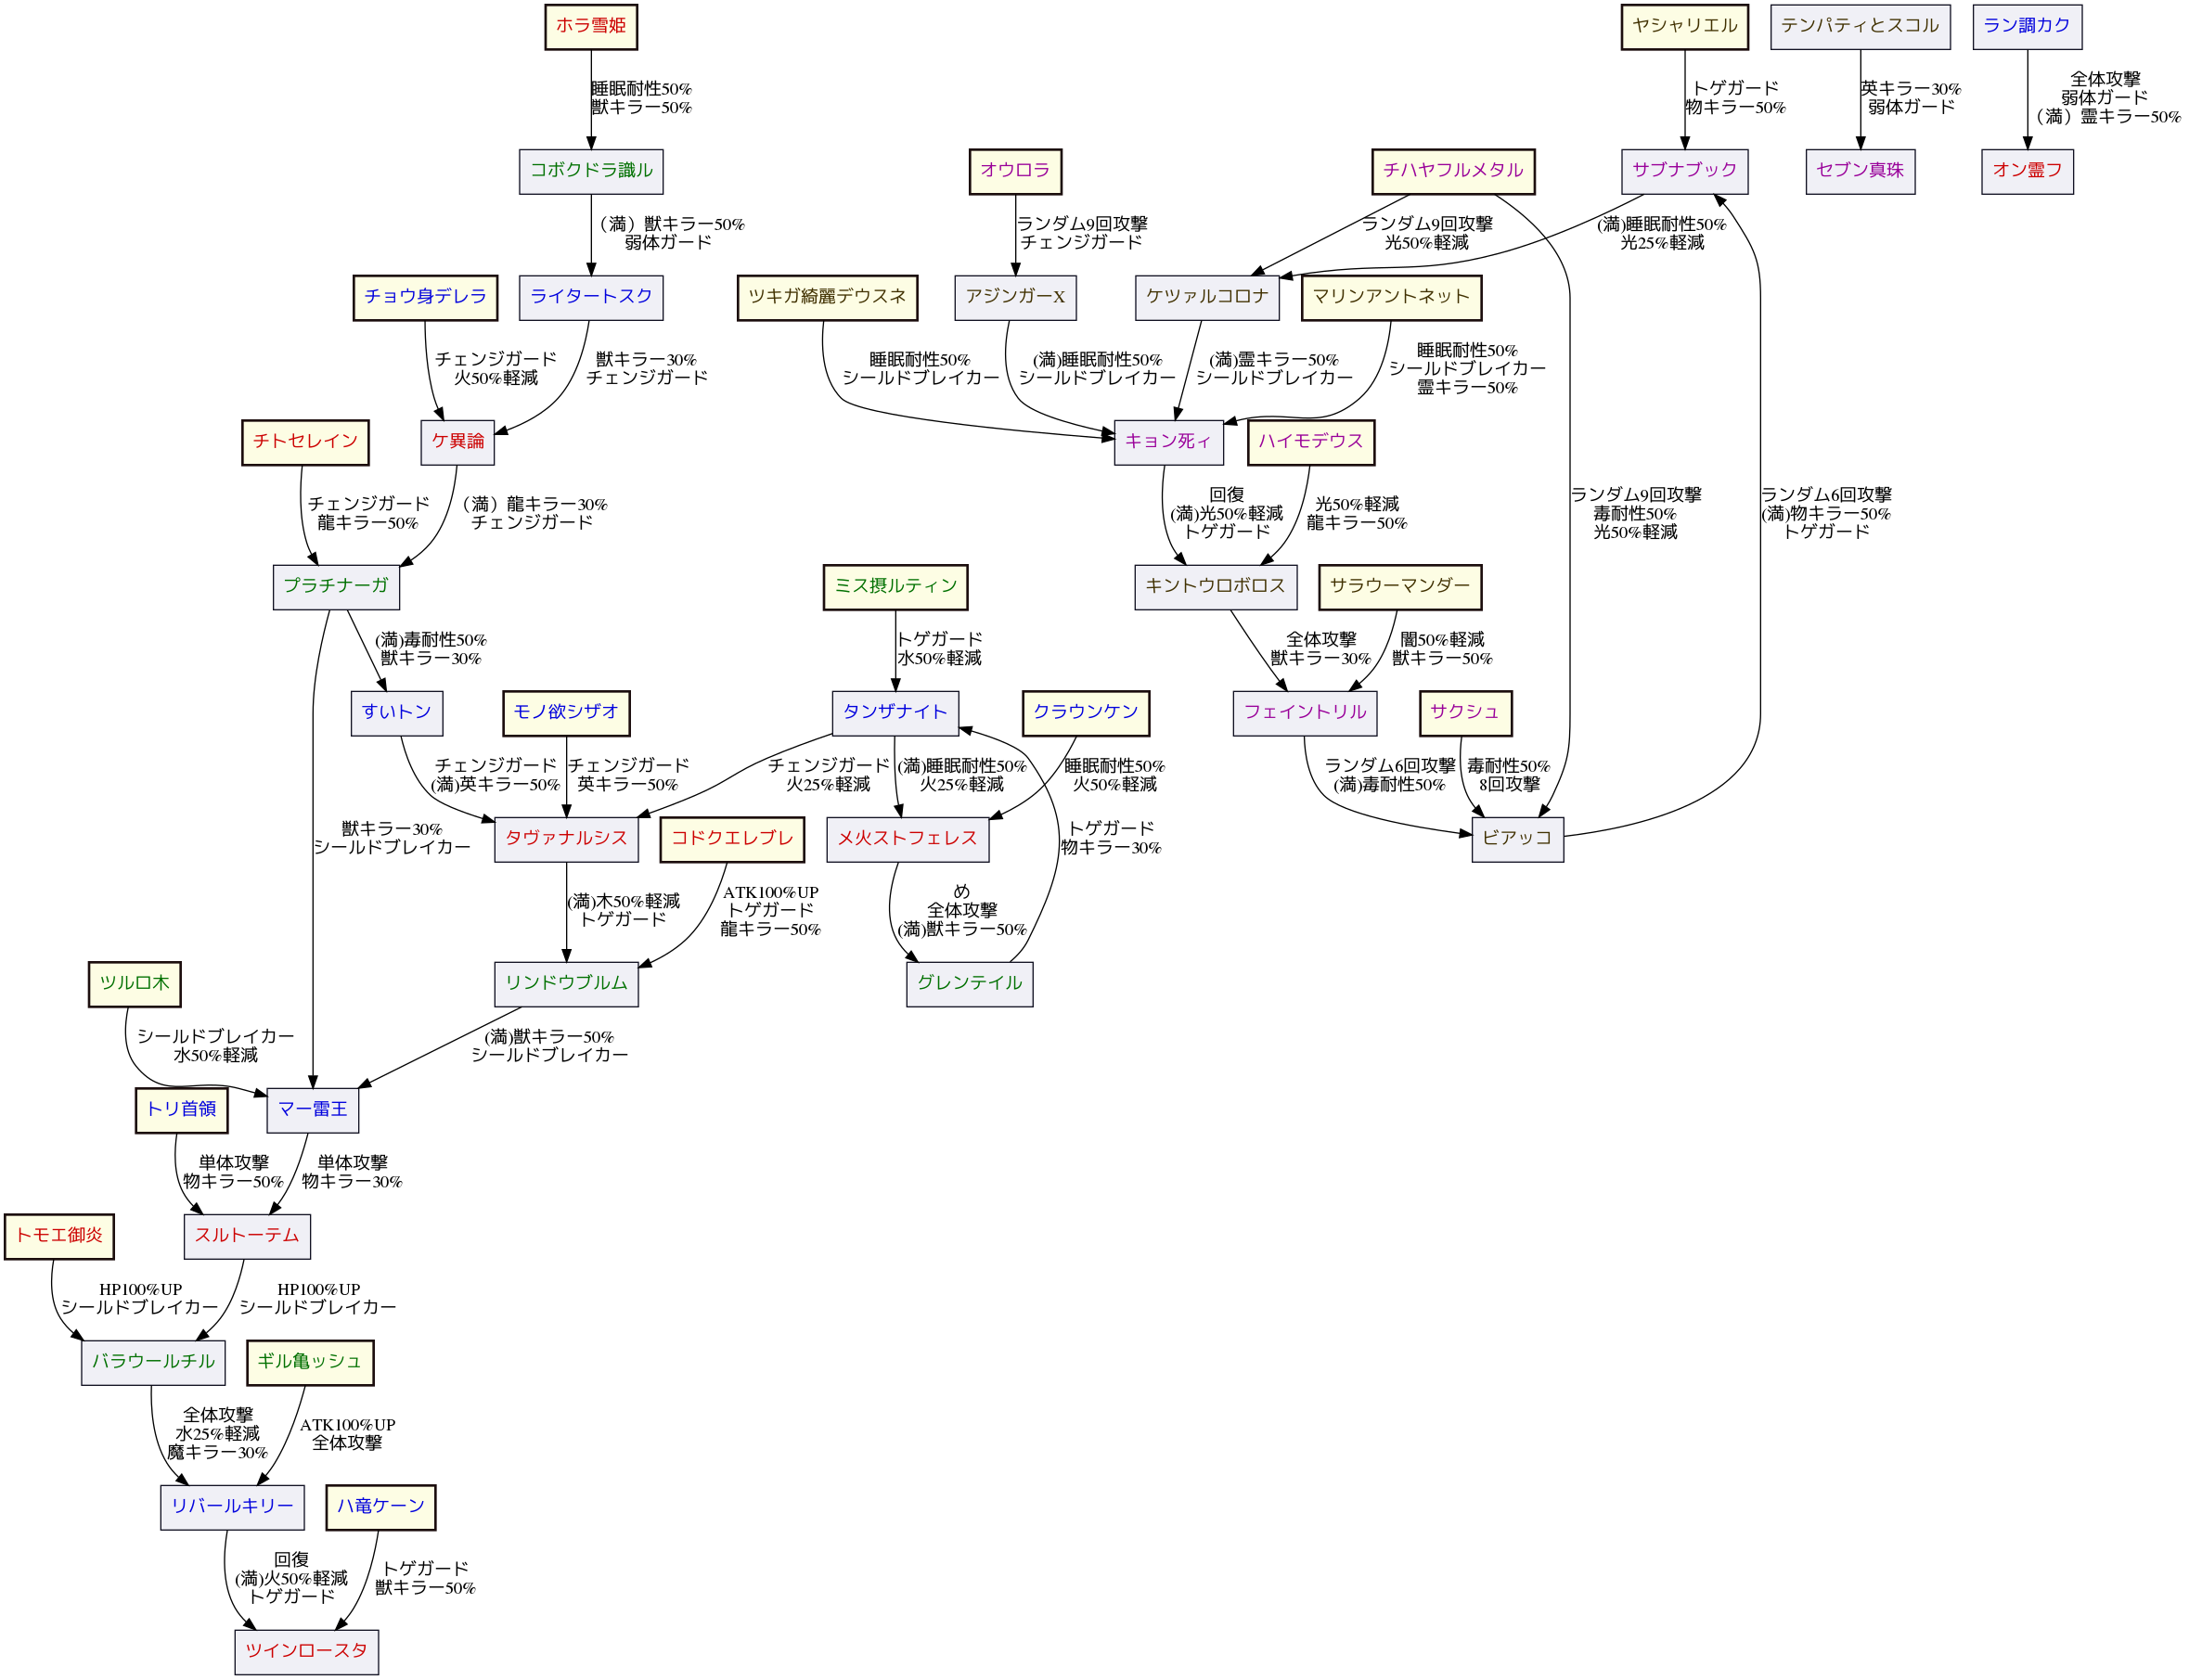 ホラ雪姫
ヤシャリエル
テンパティとスコル
ラン調カク
睡眠耐性50%
獣キラー50%
トゲガード
物キラー50%
英キラー30%
弱体ガード
全体攻撃
弱体ガード
（満）霊キラー50%
コボクドラ識ル
オウロラ
チハヤフルメタル
サブナブック
セブン真珠
オン霊フ
（満）獣キラー50%
弱体ガード
ランダム9回攻撃
チェンジガード
ランダム9回攻撃
光50%軽減
(満)睡眠耐性50%
光25%軽減
チョウ身デレラ
ライタートスク
ツキガ綺麗デウスネ
アジンガーX
ケツァルコロナ
マリンアントネット
チェンジガード
火50%軽減
獣キラー30%
チェンジガード
睡眠耐性50%
シールドブレイカー
(満)睡眠耐性50%
シールドブレイカー
(満)霊キラー50%
シールドブレイカー
睡眠耐性50%
シールドブレイカー
霊キラー50%
チトセレイン
ケ異論
キョン死ィ
ハイモデウス
チェンジガード
龍キラー50%
（満）龍キラー30%
チェンジガード
回復
(満)光50%軽減
トゲガード
光50%軽減
龍キラー50%
ランダム9回攻撃
毒耐性50%
光50%軽減
ランダム6回攻撃
(満)物キラー50%
トゲガード
プラチナーガ
ミス摂ルティン
キントウロボロス
サラウーマンダー
(満)毒耐性50%
獣キラー30%
トゲガード
水50%軽減
全体攻撃
獣キラー30%
闇50%軽減
獣キラー50%
すいトン
モノ欲シザオ
タンザナイト
クラウンケン
フェイントリル
サクシュ
チェンジガード
(満)英キラー50%
チェンジガード
英キラー50%
チェンジガード
火25%軽減
(満)睡眠耐性50%
火25%軽減
睡眠耐性50%
火50%軽減
ランダム6回攻撃
(満)毒耐性50%
毒耐性50%
8回攻撃
獣キラー30%
シールドブレイカー
タヴァナルシス
コドクエレブレ
メ火ストフェレス
トゲガード
物キラー30%
ビアッコ
(満)木50%軽減
トゲガード
ATK100%UP
トゲガード
龍キラー50%
め
全体攻撃
(満)獣キラー50%
ツルロ木
リンドウブルム
グレンテイル
シールドブレイカー
水50%軽減
(満)獣キラー50%
シールドブレイカー
トリ首領
マー雷王
単体攻撃
物キラー50%
単体攻撃
物キラー30%
トモエ御炎
スルトーテム
HP100%UP
シールドブレイカー
HP100%UP
シールドブレイカー
バラウールチル
ギル亀ッシュ
全体攻撃
水25%軽減
魔キラー30%
ATK100%UP
全体攻撃
リバールキリー
ハ竜ケーン
回復
(満)火50%軽減
トゲガード
トゲガード
獣キラー50%
ツインロースタ